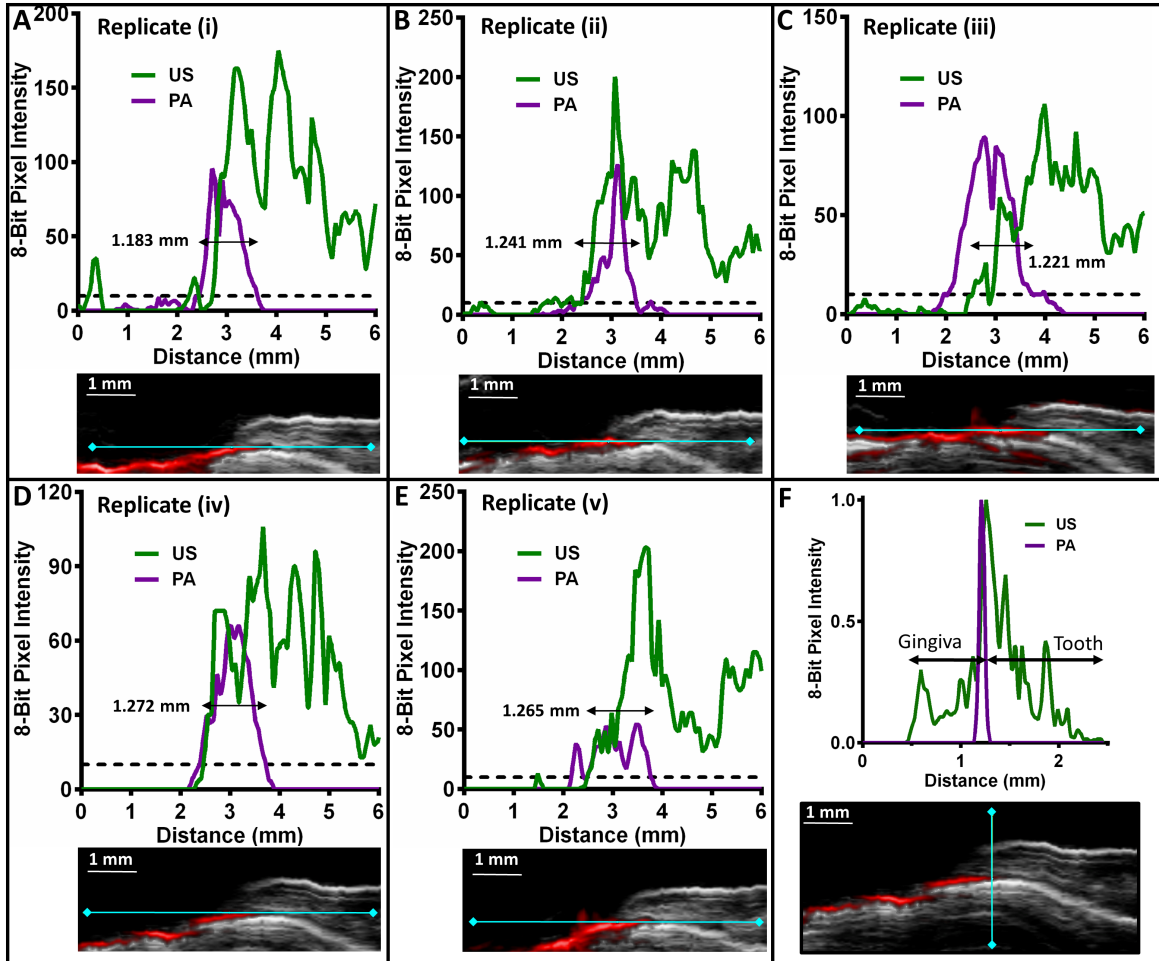 A
Replicate (i)
8-Bit Pixel Intensity
200
150
100
50
0
US
PA
1.183 mm
0 1 2 3 4 5 6
Distance (mm)
1 mm
B
Replicate (ii)
8-Bit Pixel Intensity
250
200
150
100
50
0
US
PA
1.241 mm
0 1 2 3 4 5 6
Distance (mm)
1 mm
C
Replicate (iii)
8-Bit Pixel Intensity
150
100
50
0
US
PA
1.221 mm
0 1 2 3 4 5 6
Distance (mm)
1 mm
D
Replicate (iv)
8-Bit Pixel Intensity
120
90
60
30
0
US
PA
1.272 mm
0 1 2 3 4 5 6
Distance (mm)
1 mm
E
Replicate (v)
8-Bit Pixel Intensity
250
200
150
100
50
0
US
PA
1.265 mm
0 1 2 3 4 5 6
Distance (mm)
1 mm
F
8-Bit Pixel Intensity
1.0
0.5
0.0
US
PA
Gingiva Tooth
0 1 2
Distance (mm)
1 mm